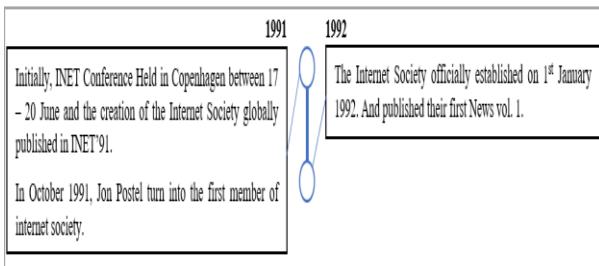 1991
1992
Initially, INET Conference Held in Copenhagen between 17
– 20 June and the creation of the Internet Society globally
published in INET'91.
In October 1991, Jon Postel turn into the first member of
internet society.
The Internet Society officially established on 1st January
1992. And published their first News vol. 1.